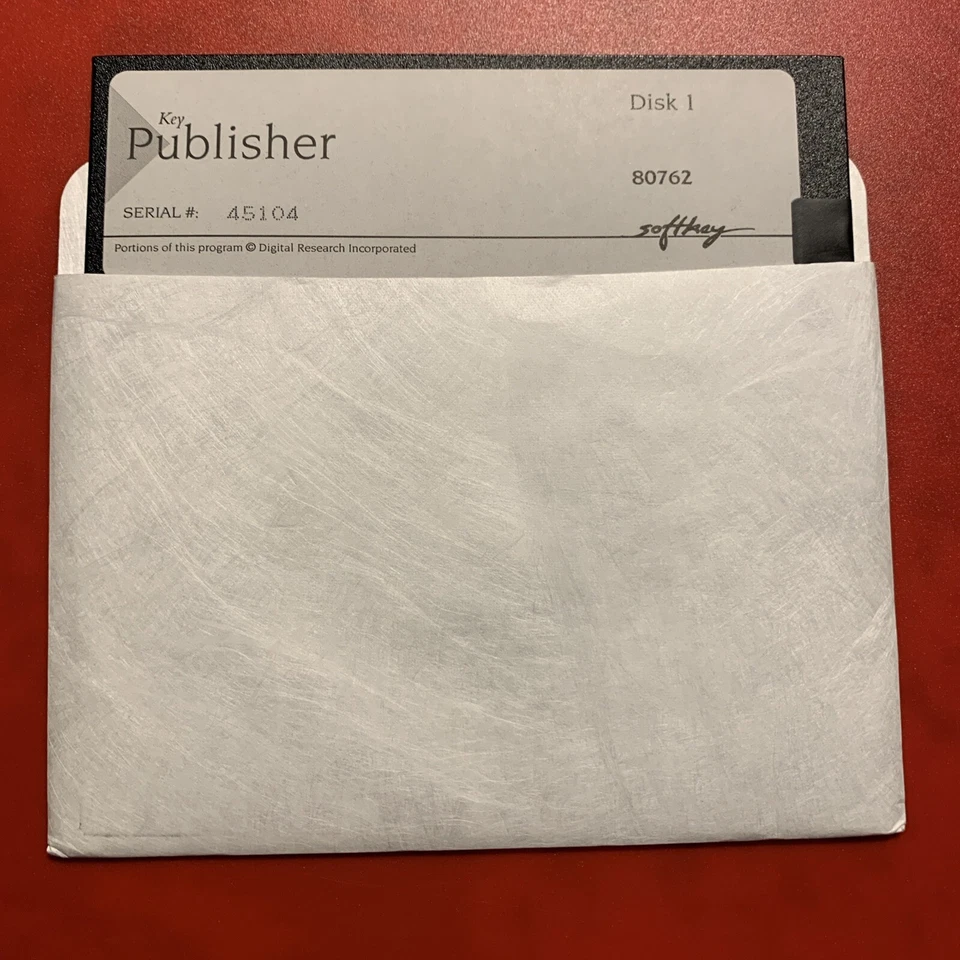 Key
Publisher
Disk 1
80762
SERIAL #: 45104
softkey
Portions of this program © Digital Research Incorporated